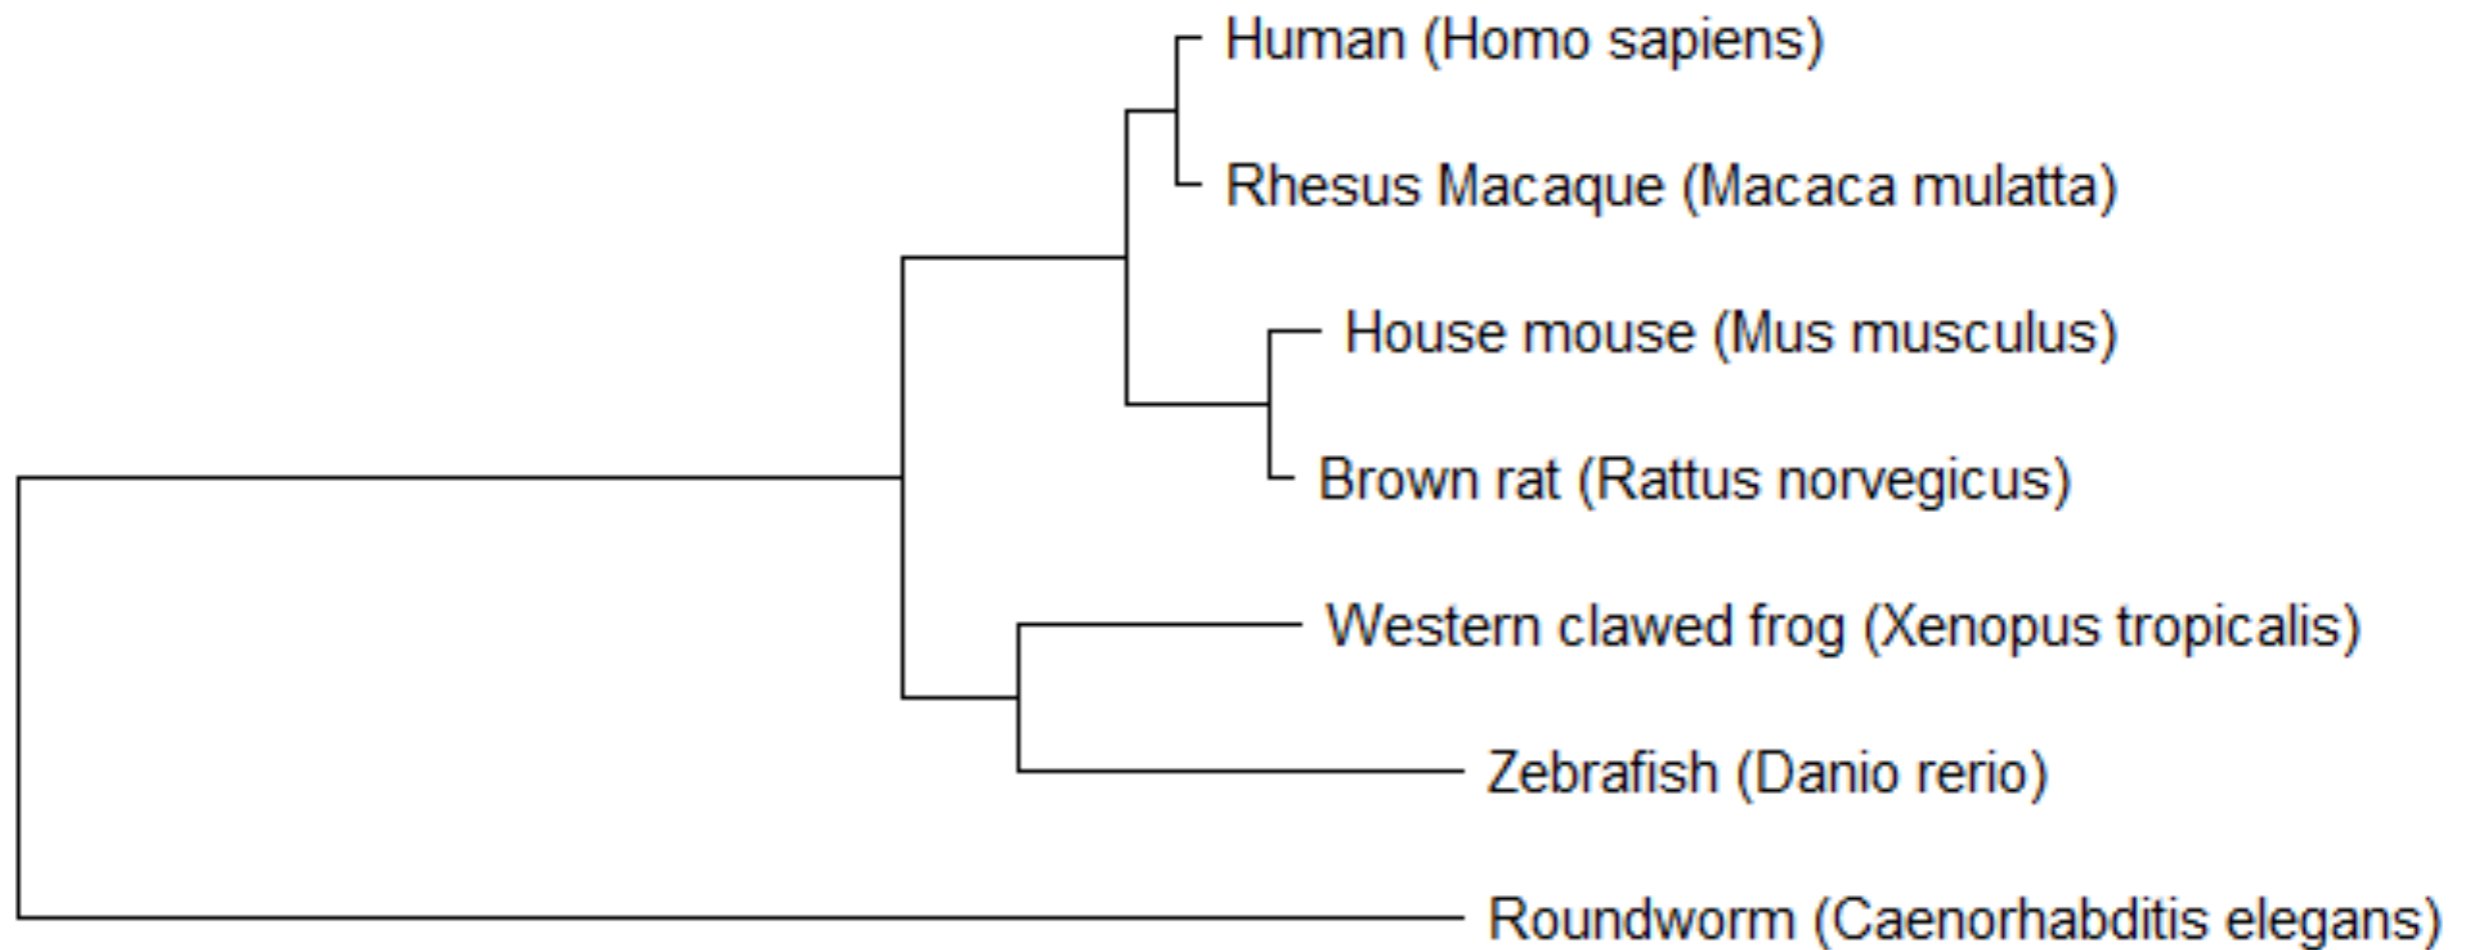 Human (Homo sapiens)
Rhesus Macaque (Macaca mulatta)
House mouse (Mus musculus)
Brown rat (Rattus norvegicus)
Western clawed frog (Xenopus tropicalis)
Zebrafish (Danio rerio)
Roundworm (Caenorhabditis elegans)